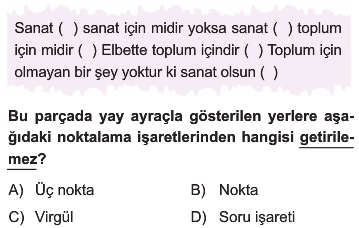 Sanat ( ) sanat için midir yoksa sanat ( ) toplum
için midir ( ) Elbette toplum içindir ( ) Toplum için
olmayan bir şey yoktur ki sanat olsun ( )
Bu parçada yay ayraçla gösterilen yerlere aşa-
ğıdaki noktalama işaretlerinden hangisi getirile-
mez?
A) Üç nokta B) Nokta
C) Virgül D) Soru işareti